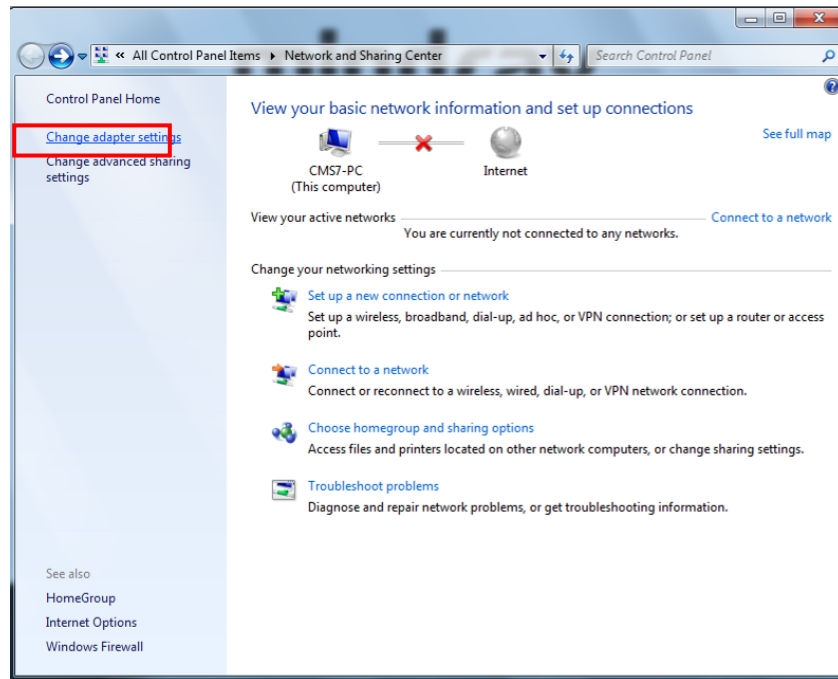 « All Control Panel Items ▸ Network and Sharing Center
Search Control Panel
Control Panel Home
Change adapter settings
Change advanced sharing
settings
See also
HomeGroup
Internet Options
Windows Firewall
View your basic network information and set up connections
See full map
CMS7-PC
(This computer)
Internet
View your active networks
Connect to a network
You are currently not connected to any networks.
Change your networking settings
Set up a new connection or network
Set up a wireless, broadband, dial-up, ad hoc, or VPN connection; or set up a router or access
point.
Connect to a network
Connect or reconnect to a wireless, wired, dial-up, or VPN network connection.
Choose homegroup and sharing options
Access files and printers located on other network computers, or change sharing settings.
Troubleshoot problems
Diagnose and repair network problems, or get troubleshooting information.